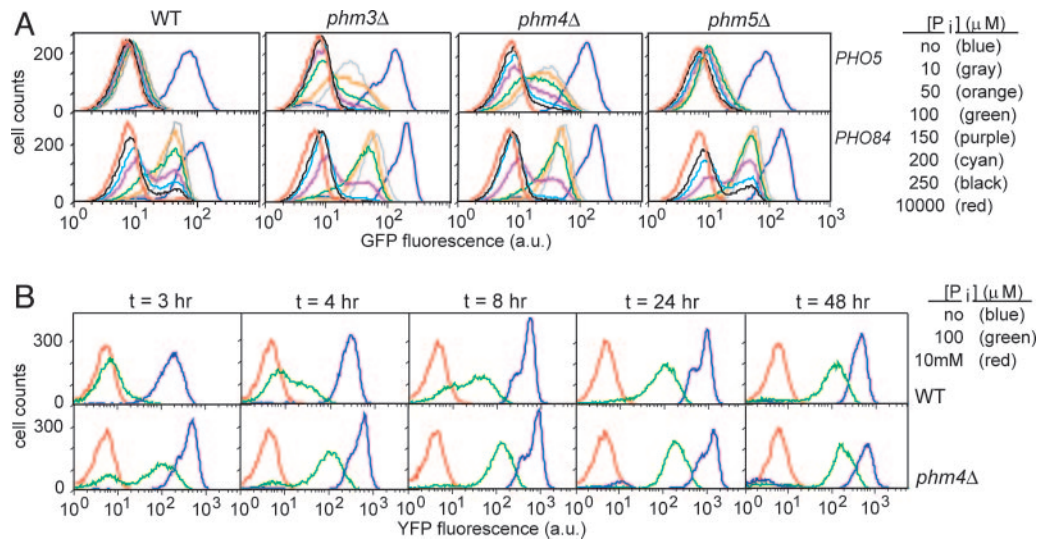 A
WT phm3Δ phm4Δ phm5Δ
200
0
200
0
cell counts
PHO5
PHO84
10⁰ 10¹ 10² 10⁰ 10¹ 10² 10⁰ 10¹ 10² 10⁰ 10¹ 10² 10³
GFP fluorescence (a.u.)
[P i] (μM)
no (blue)
10 (gray)
50 (orange)
100 (green)
150 (purple)
200 (cyan)
250 (black)
10000 (red)
B
t = 3 hr t = 4 hr t = 8 hr t = 24 hr t = 48 hr
300
0
300
0
cell counts
[P i] (μM)
no (blue)
100 (green)
10mM (red)
WT
phm4Δ
10⁰ 10¹ 10² 10³ 10⁰ 10¹ 10² 10³ 10⁰ 10¹ 10² 10³ 10⁰ 10¹ 10² 10³ 10⁰ 10¹ 10² 10³
YFP fluorescence (a.u.)